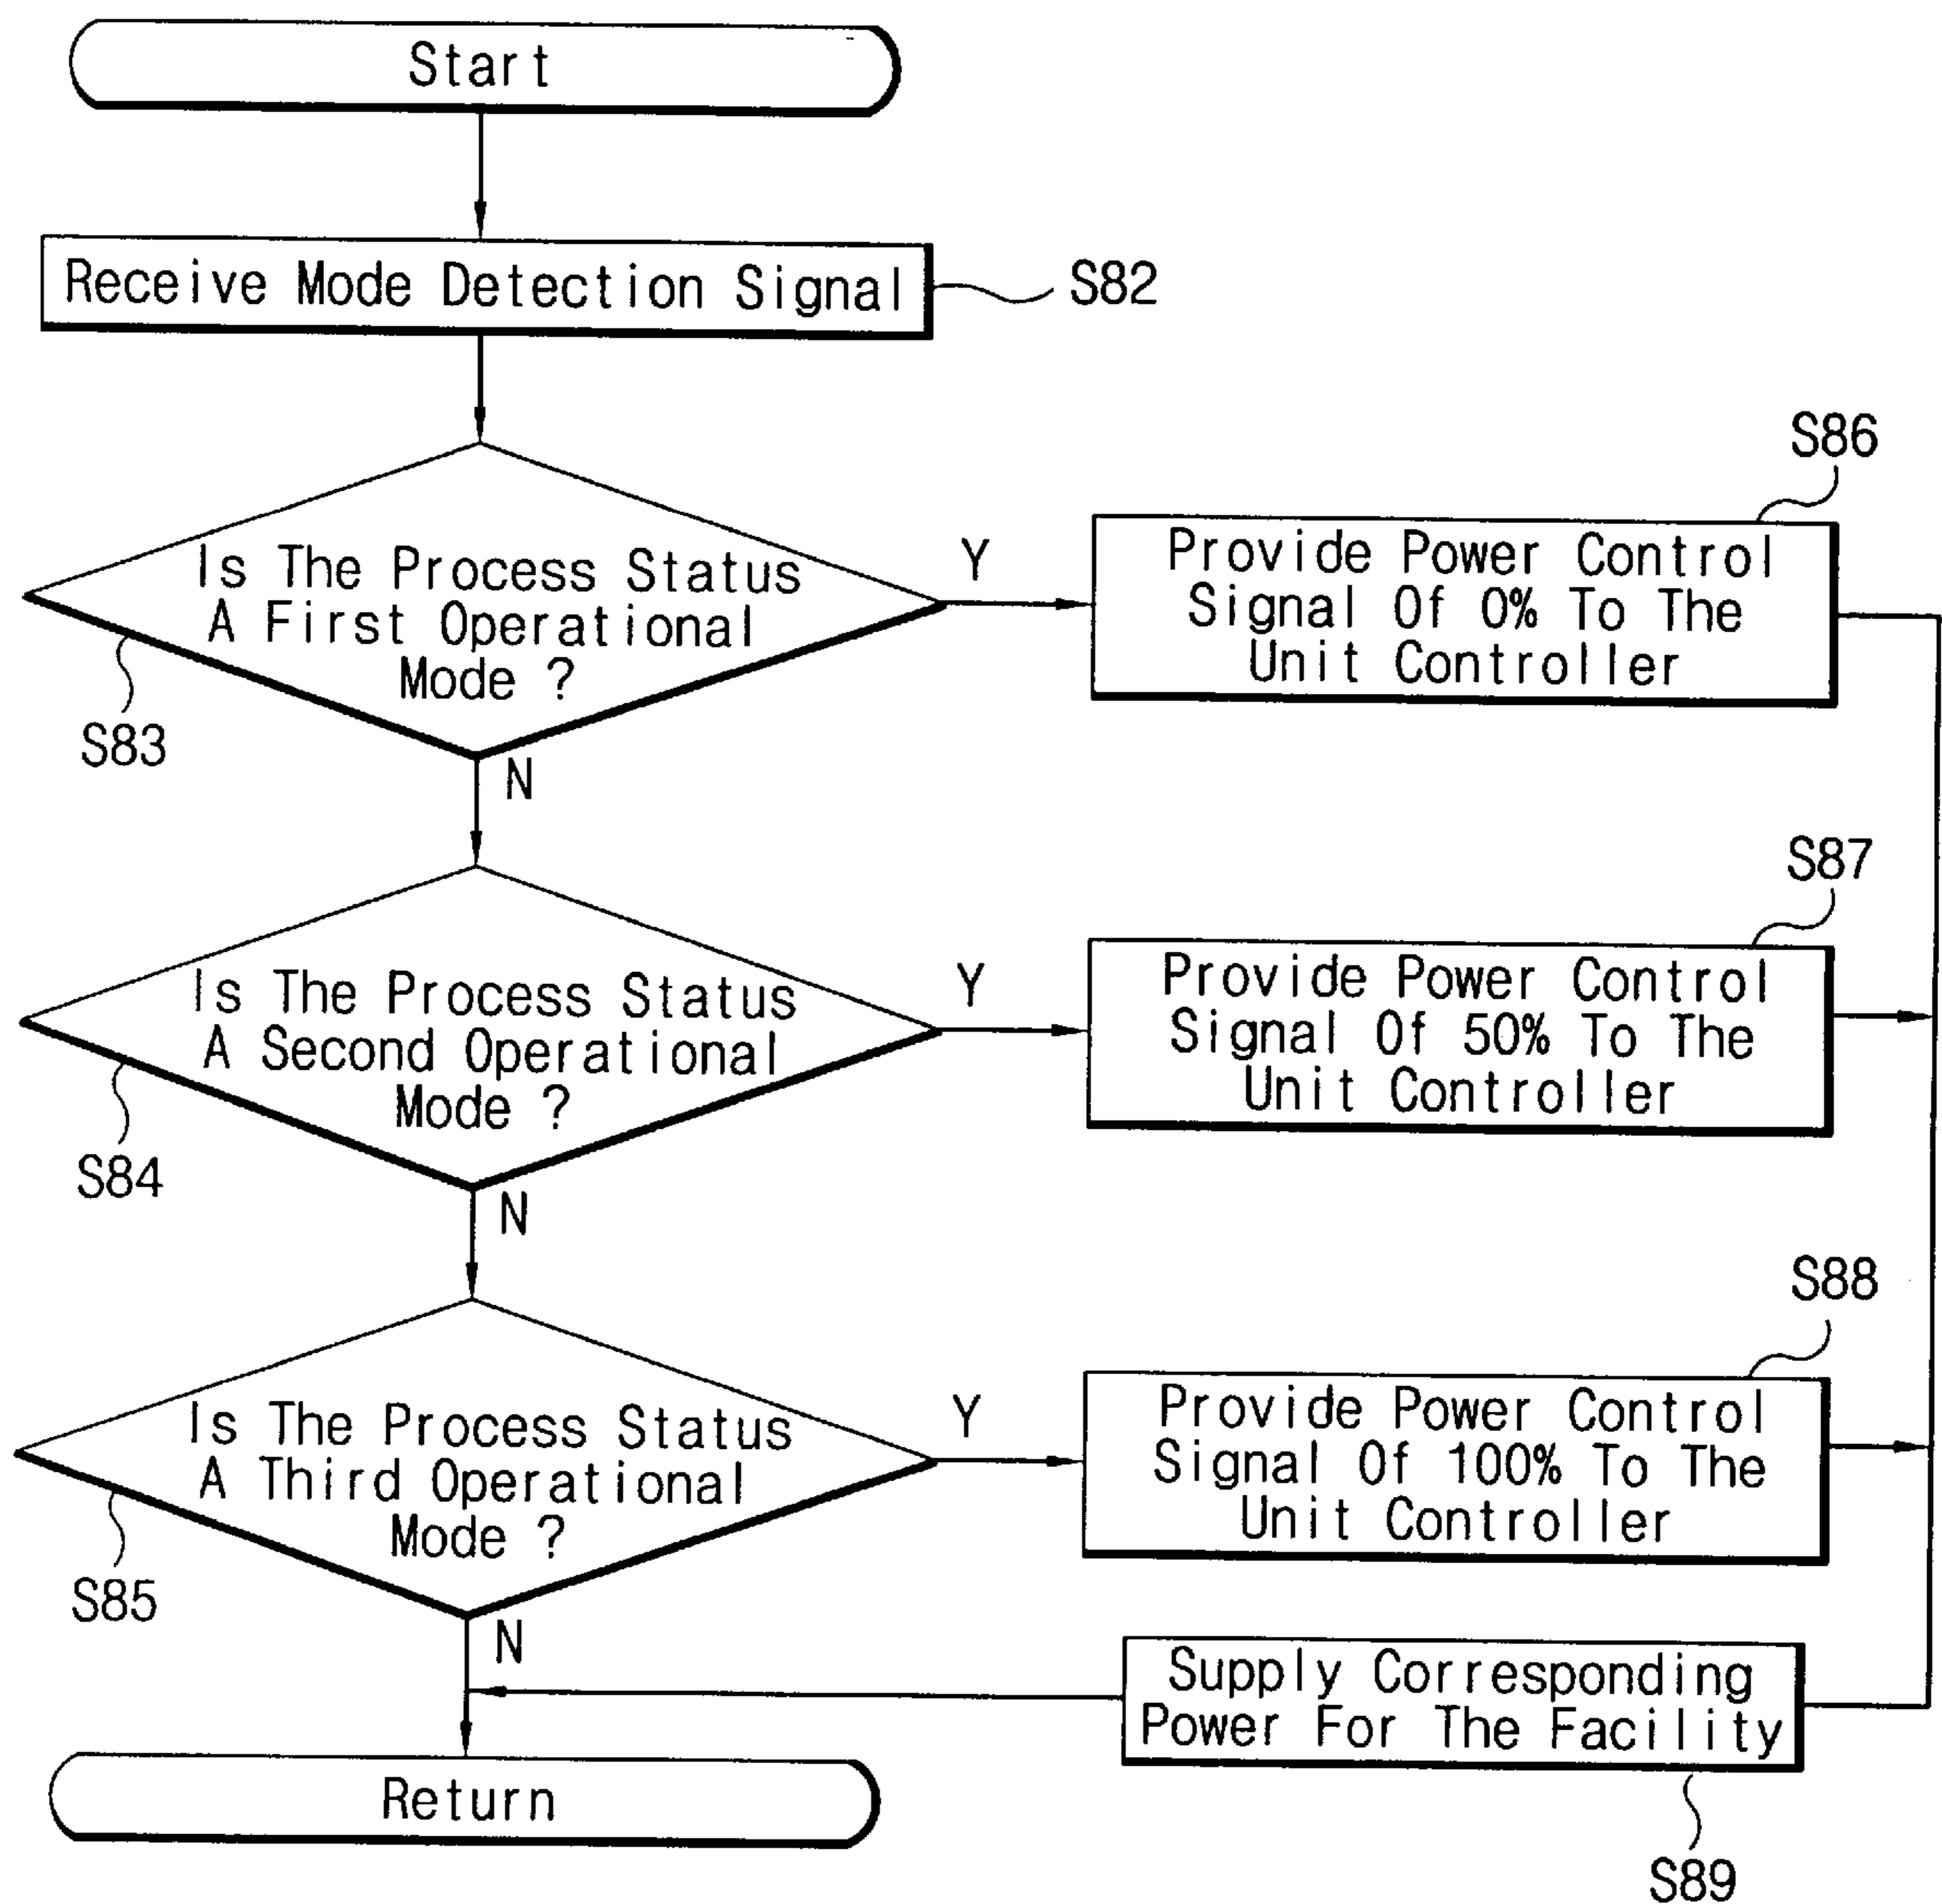 Start
Receive Mode Detection Signal
S82
S86
Is The Process Status
A First Operational
Mode ?
Y
Provide Power Control
Signal Of 0% To The
Unit Controller
S83
N
S87
Is The Process Status
A Second Operational
Mode ?
Y
Provide Power Control
Signal Of 50% To The
Unit Controller
S84
N
S88
Is The Process Status
A Third Operational
Mode ?
Y
Provide Power Control
Signal Of 100% To The
Unit Controller
S85
N
Supply Corresponding
Power For The Facility
Return
S89